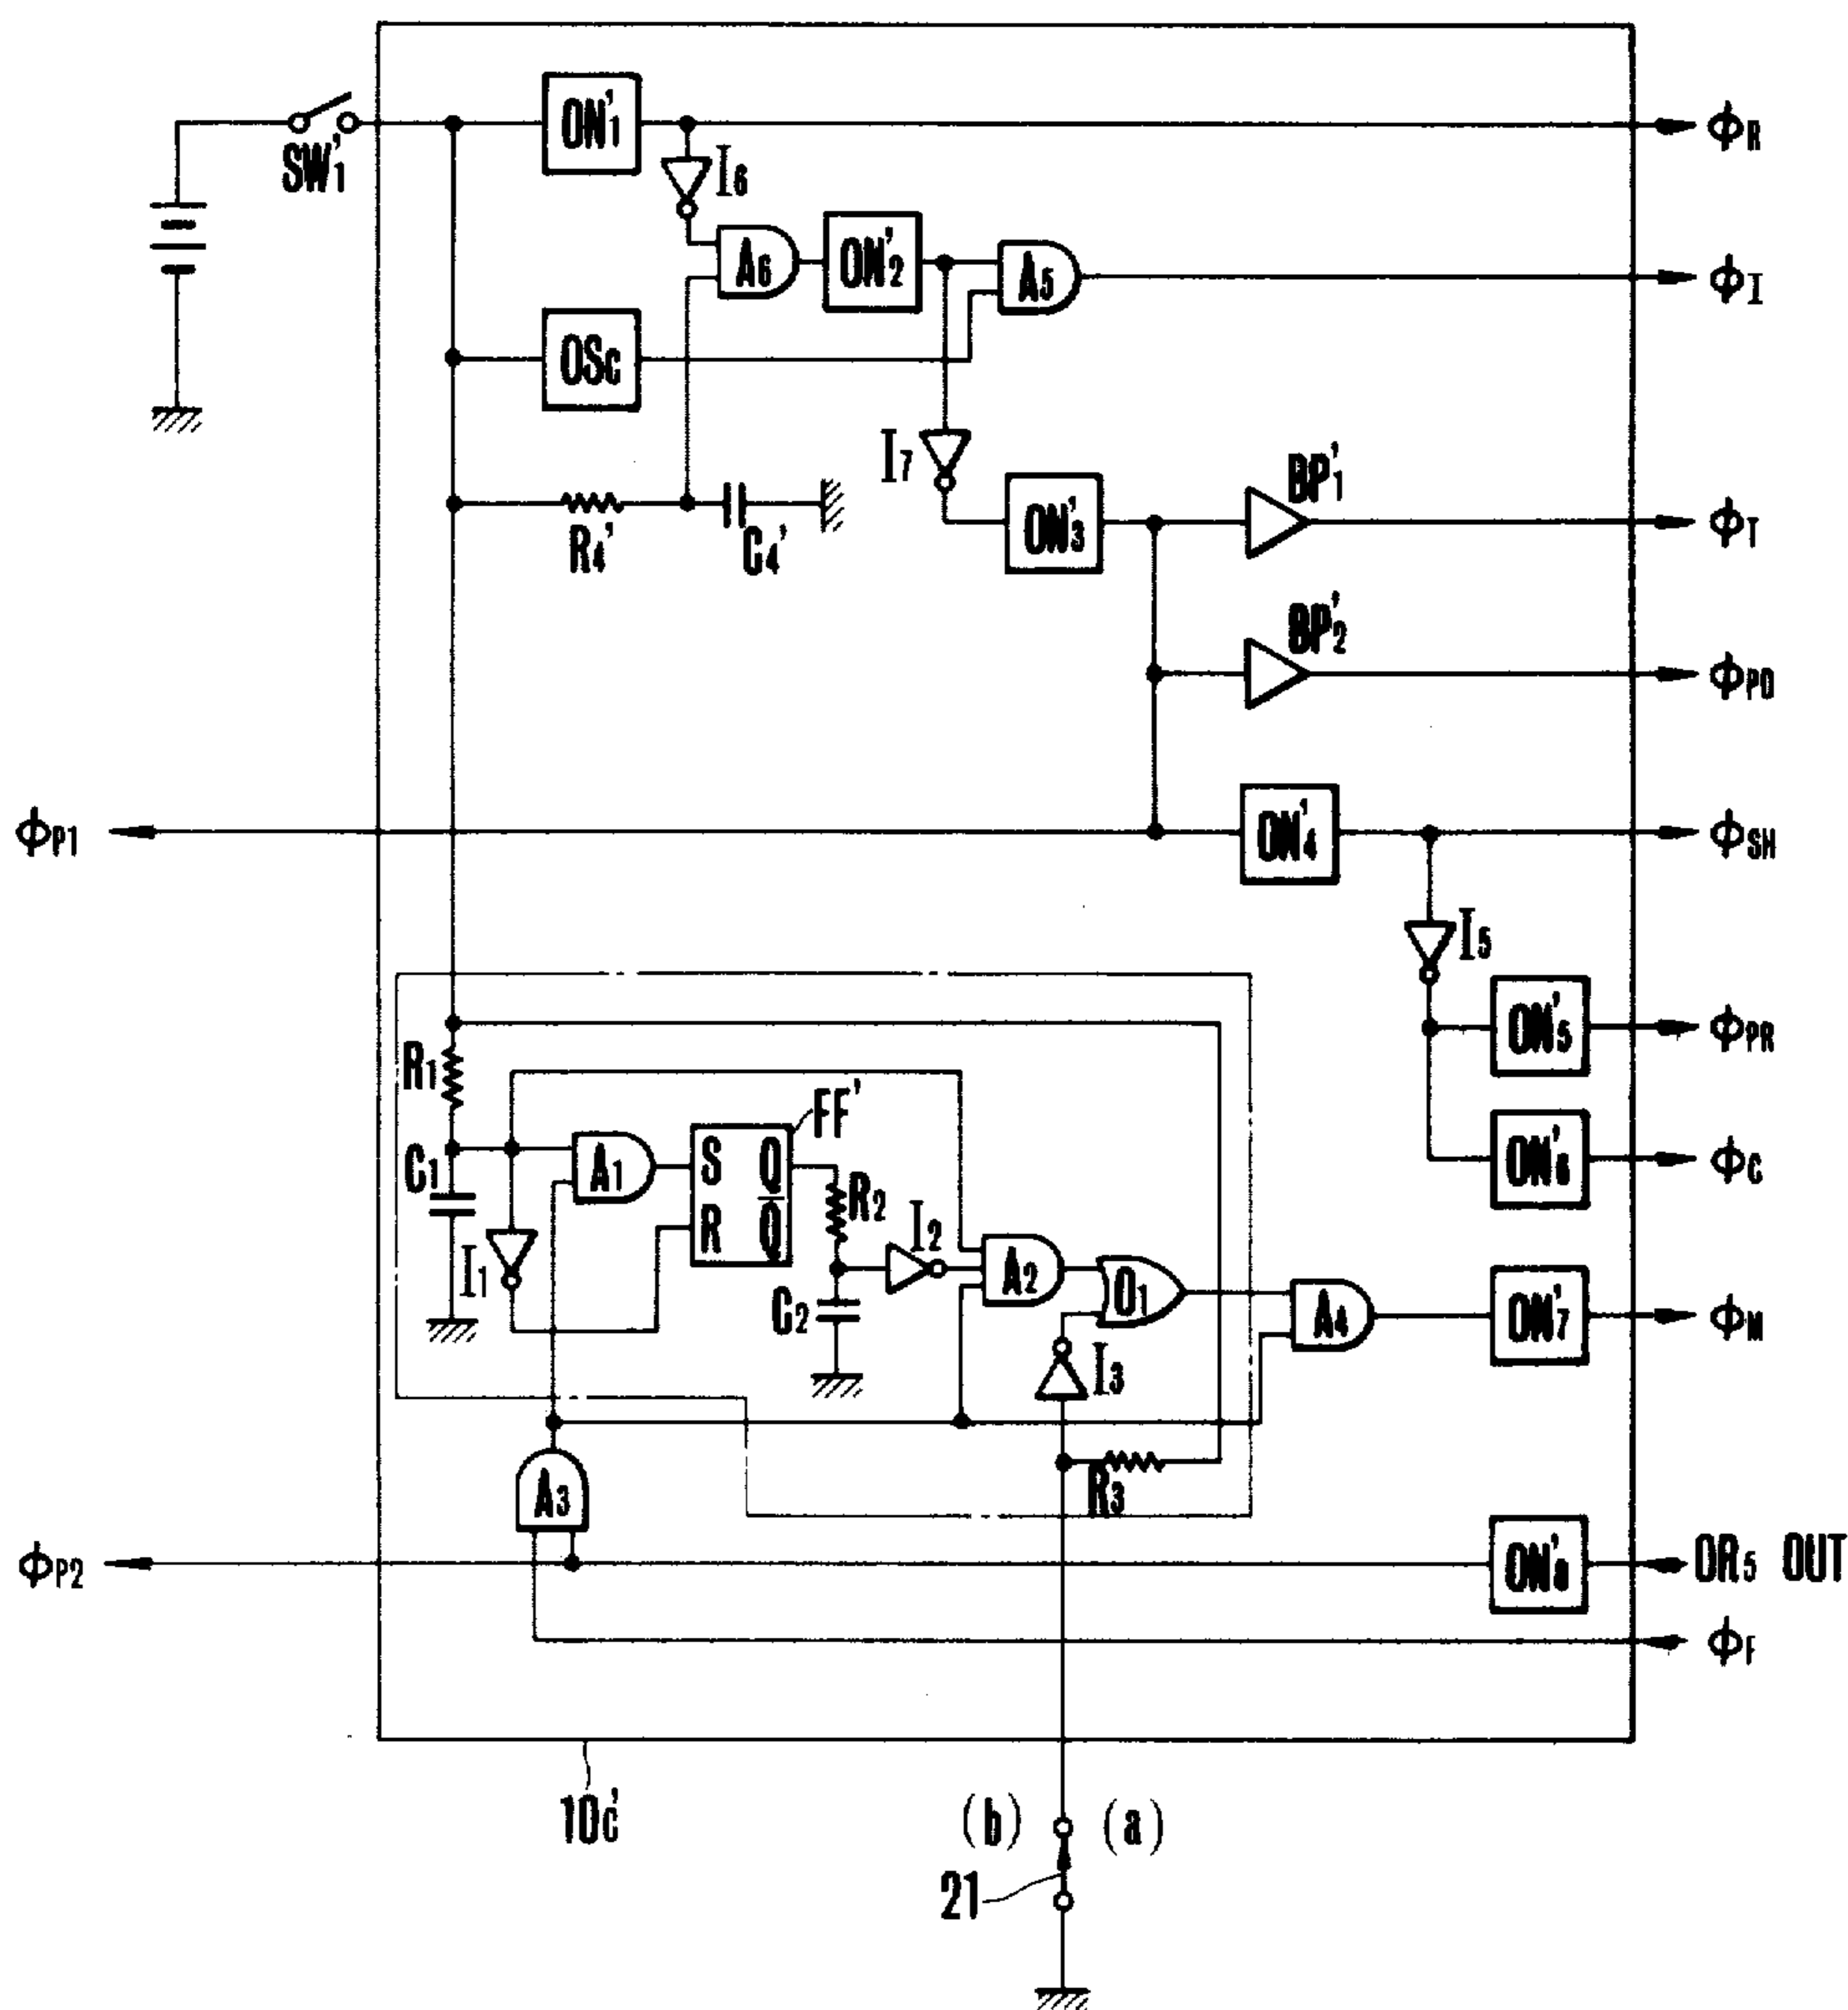 ON'1
ΦR
SW'1
I6
A6
ON'2
A5
ΦI
OSC
I7
BP'1
R4'
C4'
ON'3
ΦT
BP'2
ΦPD
ΦP1
ON'4
ΦSH
I5
ON'5
ΦPR
R1
FF'
C1
A1
S Q
R Q̅
R2
I2
ON'6
ΦC
I1
C2
A2
O1
A4
ON'7
ΦM
I3
A3
R3
ΦP2
ON'8
OR5 OUT
ΦF
10c'
(b) (a)
21